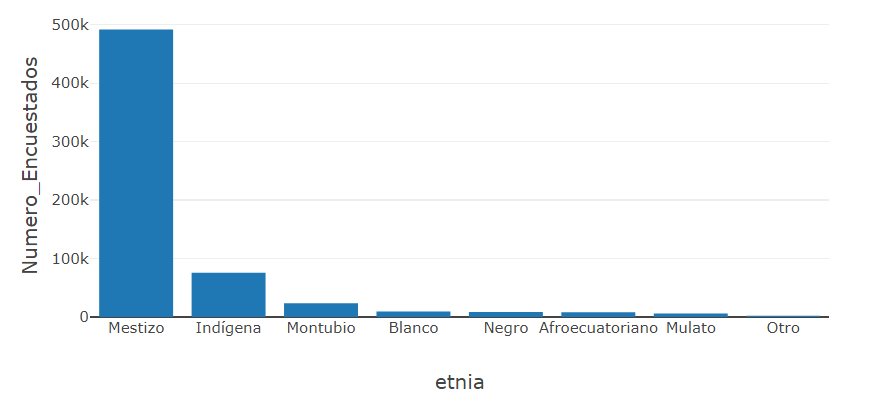 Numero_Encuestados
500k
400k
300k
200k
100k
0
Mestizo Indígena Montubio Blanco Negro Afroecuatoriano Mulato Otro
etnia